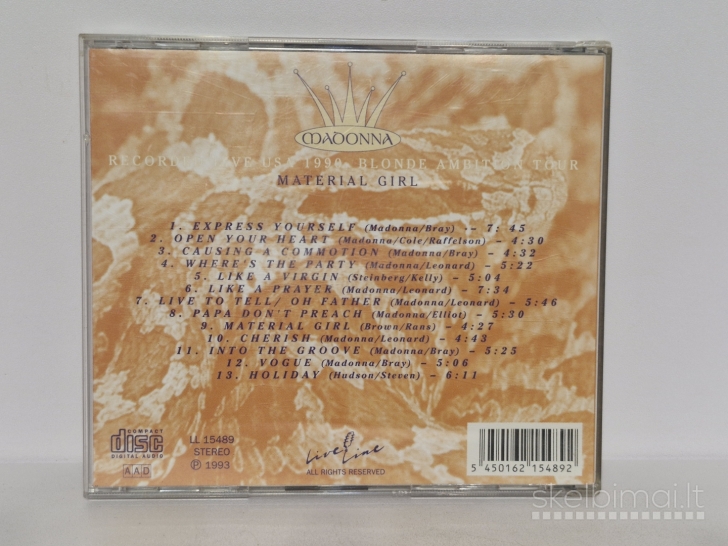 MADONNA
RECORDED LIVE USA 1990 BLONDE AMBITION TOUR
MATERIAL GIRL
1. EXPRESS YOURSELF (Madonna/Bray) -- 7: 45
2. OPEN YOUR HEART (Madonna/Cole/Raffelson) - 4:30
3. CAUSING A COMMOTION (Madonna/Bray) - 4:32
4. WHERE'S THE PARTY (Madonna/Leonard) - 5:22
5. LIKE A VIRGIN (Steinberg/Kelly) - 5:04
6. LIKE A PRAYER (Madonna/Leonard) - 7:34
7. LIVE TO TELL/ OH FATHER (Madonna/Leonard) - 5:46
8. PAPA DON'T PREACH (Madonna/Elliot) - 5:30
9. MATERIAL GIRL (Brown/Rans) - 4:27
10. CHERISH (Madonna/Leonard) - 4:43
11. INTO THE GROOVE (Madonna/Bray) - 5:25
12. VOGUE (Madonna/Bray) - 5:06
13. HOLIDAY (Hudson/Steven) - 6:11
COMPACT
disc
DIGITAL AUDIO
AAD
LL 15489
STEREO
℗ 1993
Live Line
ALL RIGHTS RESERVED
5 450162 154892
skelbimai.lt